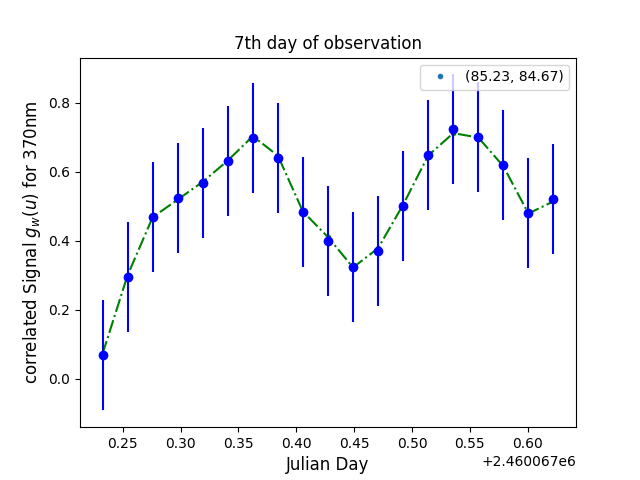 7th day of observation
(85.23, 84.67)
correlated Signal g_w(u) for 370nm
0.8
0.6
0.4
0.2
0.0
0.25 0.30 0.35 0.40 0.45 0.50 0.55 0.60
+2.460067e6
Julian Day